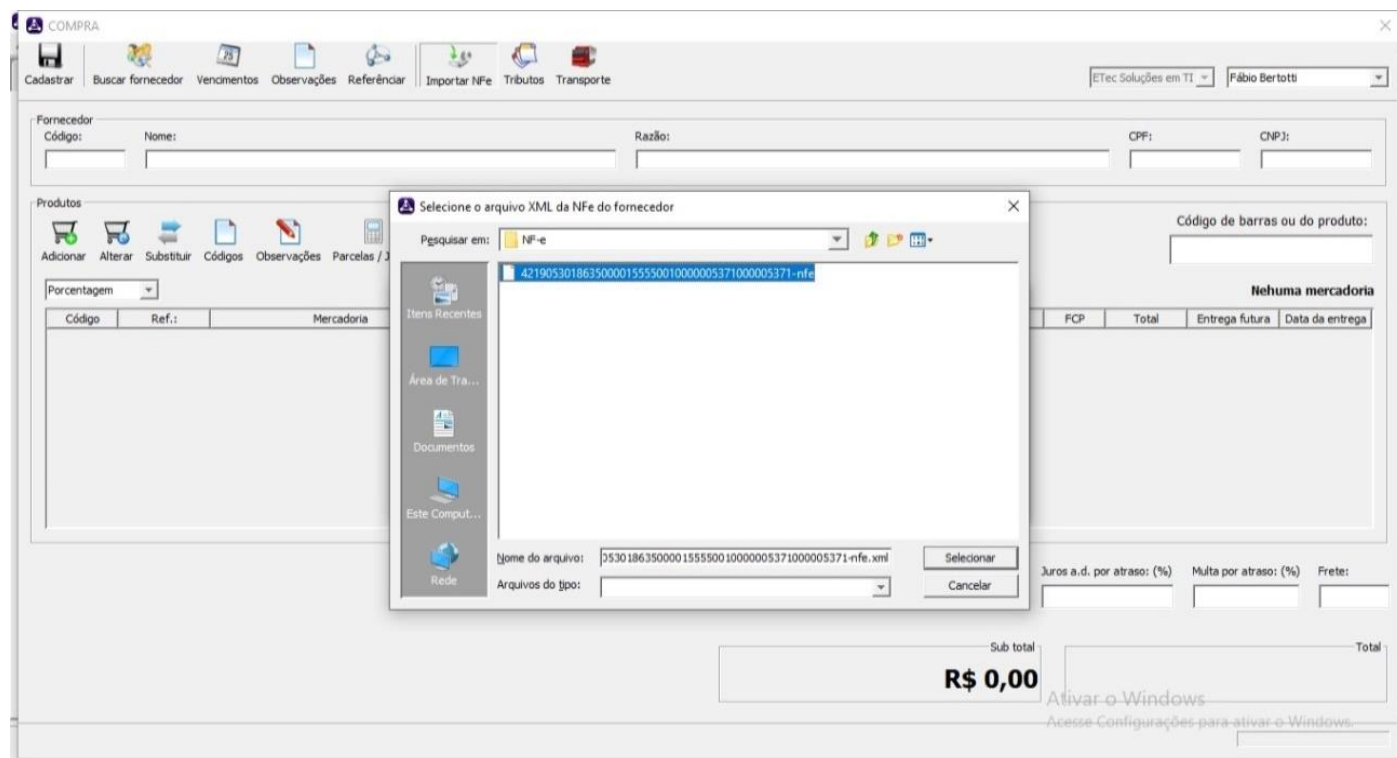 COMPRA
Cadastrar Buscar fornecedor Vencimentos Observações Referênciar Importar NFe Tributos Transporte
ETec Soluções em TI Fábio Bertotti
Fornecedor
Código: Nome: Razão: CPF: CNPJ:
Produtos
Adicionar Alterar Substituir Códigos Observações Parcelas / J
Código de barras ou do produto:
Porcentagem
Nenhuma mercadoria
Código Ref.: Mercadoria FCP Total Entrega futura Data da entrega
Selecione o arquivo XML da NFe do fornecedor
Pesquisar em: NF-e
42190530186350000155550010000005371000005371-nfe
Itens Recentes
Área de Tra...
Documentos
Este Comput...
Rede
Nome do arquivo: 0530186350000155550010000005371000005371-nfe.xml Selecionar
Arquivos do tipo: Cancelar
Juros a.d. por atraso: (%) Multa por atraso: (%) Frete:
Sub total Total
R$ 0,00
Ativar o Windows
Acesse Configurações para ativar o Windows.